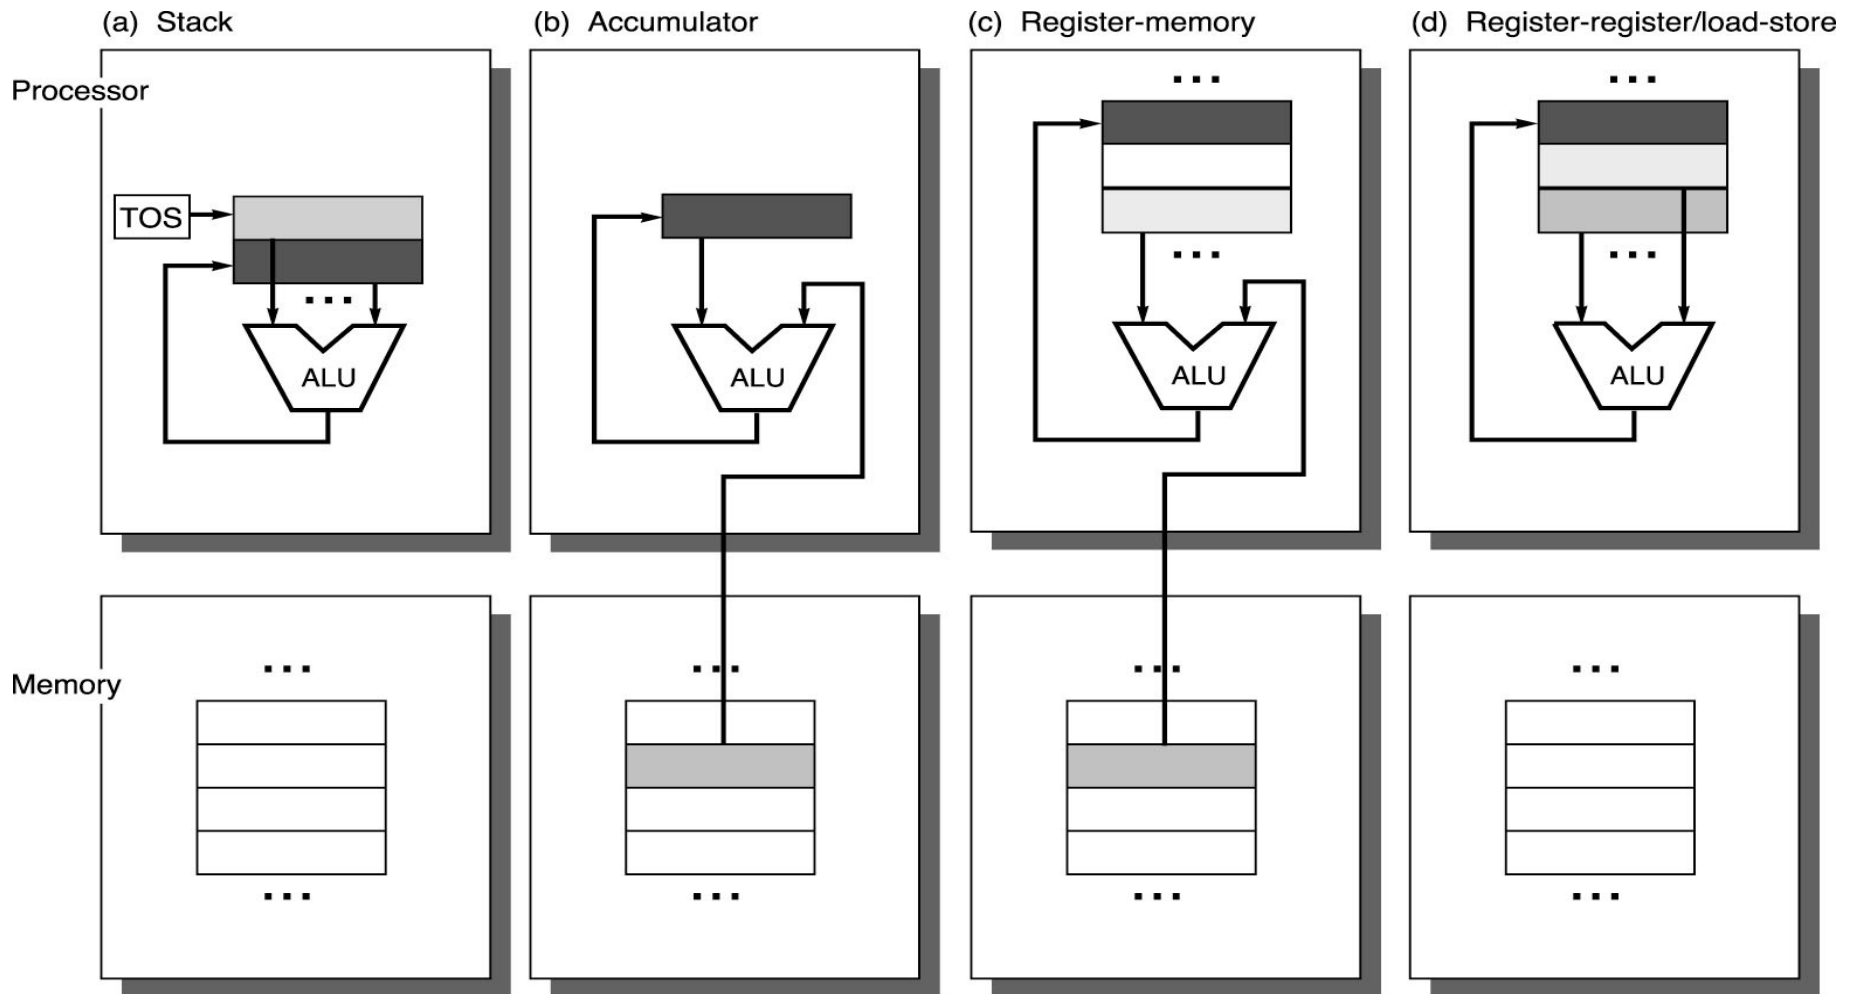 (a) Stack
(b) Accumulator
(c) Register-memory
(d) Register-register/load-store
Processor
TOS
...
...
...
...
...
ALU
ALU
ALU
ALU
Memory
...
...
...
...
...
...
...
...